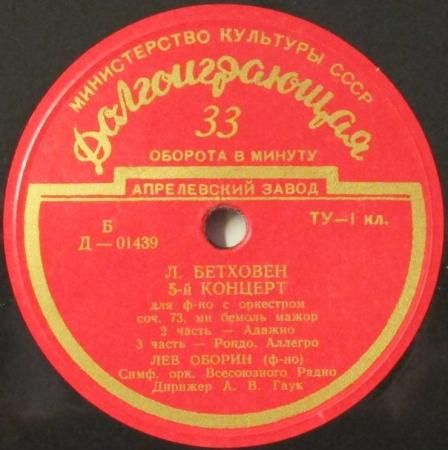 МИНИСТЕРСТВО КУЛЬТУРЫ СССР
Долгоиграющая
33
ОБОРОТА В МИНУТУ
АПРЕЛЕВСКИЙ ЗАВОД
Б
Д—01439
ТУ—1 кл.
Л. БЕТХОВЕН
5-й КОНЦЕРТ
для ф-но с оркестром
соч. 73, ми бемоль мажор
2 часть — Адажио
3 часть — Рондо. Аллегро
ЛЕВ ОБОРИН (ф-но)
Симф. орк. Всесоюзного Радио
Дирижер А. В. Гаук